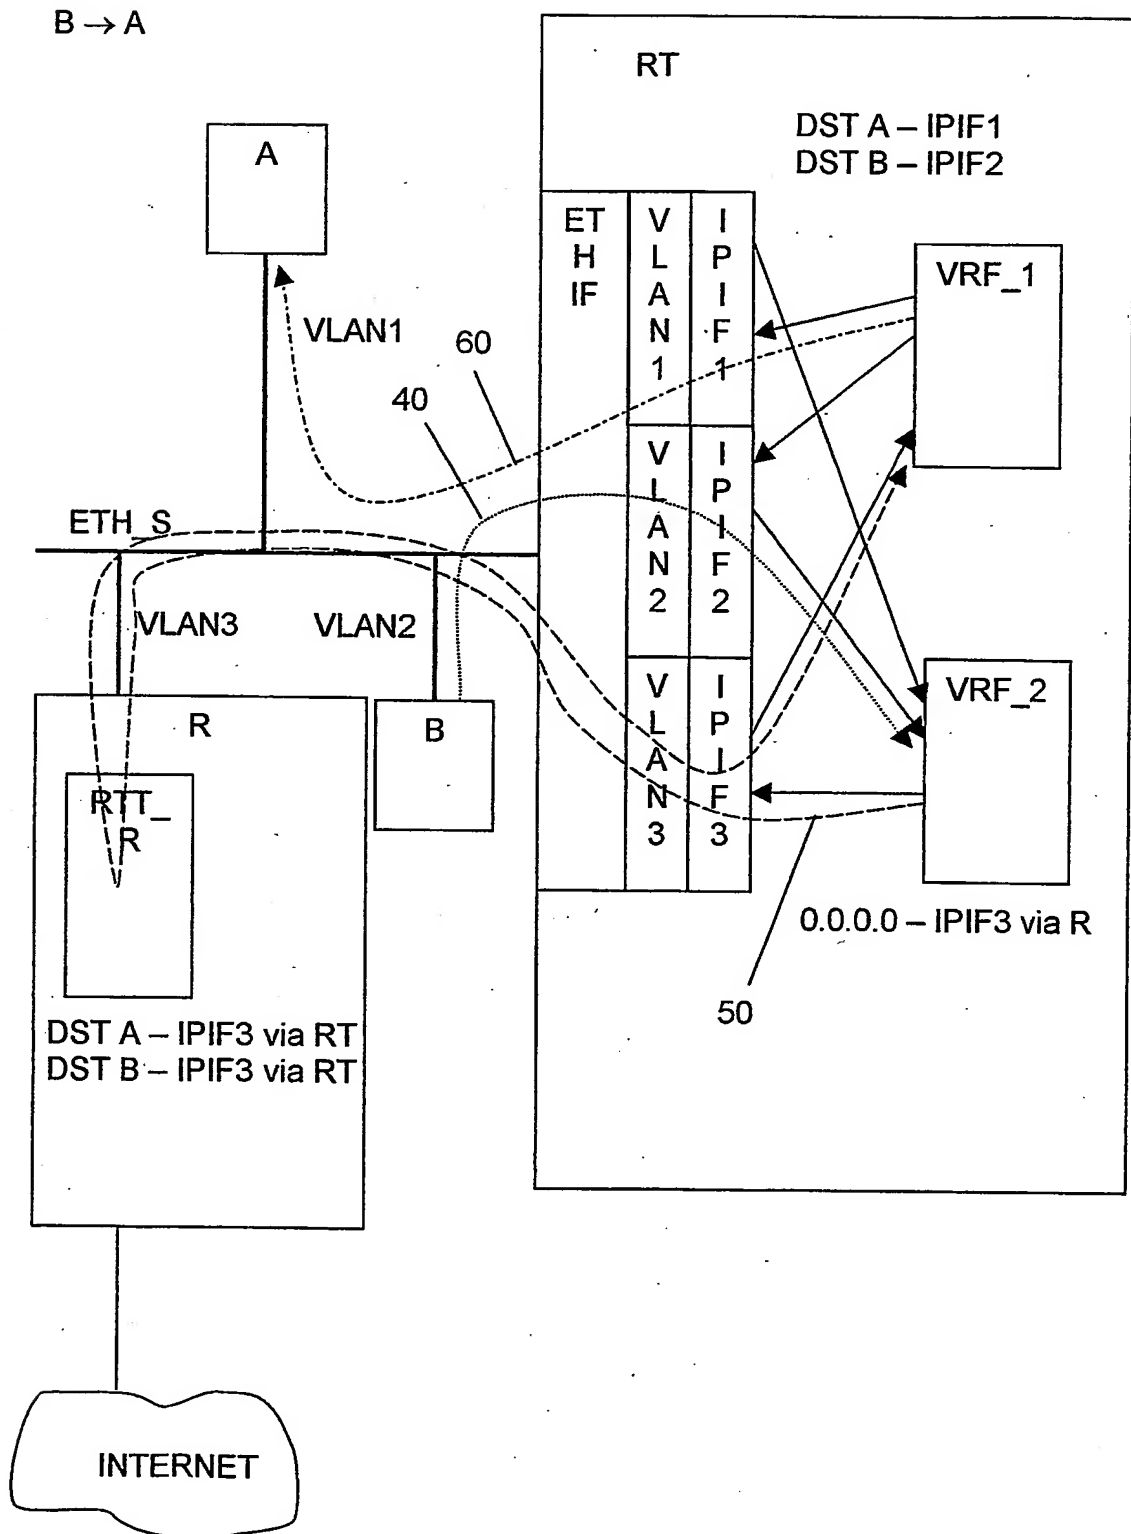 B → A
RT
DST A – IPIF1
DST B – IPIF2
A
ET
H
IF
V
L
A
N
1
I
P
I
F
1
VRF_1
VLAN1
60
40
V
L
A
N
2
I
P
I
F
2
ETH_S
VLAN3
VLAN2
V
L
A
N
3
I
P
I
F
3
VRF_2
R
B
RTT_
R
0.0.0.0 – IPIF3 via R
50
DST A – IPIF3 via RT
DST B – IPIF3 via RT
INTERNET